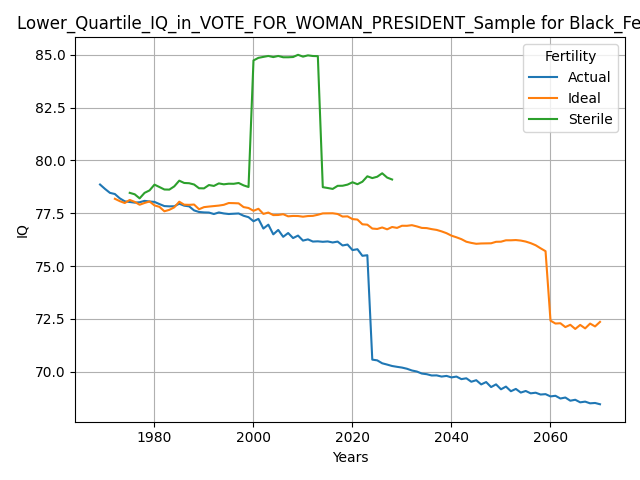 Lower_Quartile_IQ_in_VOTE_FOR_WOMAN_PRESIDENT_Sample for Black_Fe
85.0
82.5
80.0
77.5
75.0
72.5
70.0
IQ
Fertility
Actual
Ideal
Sterile
1980 2000 2020 2040 2060
Years